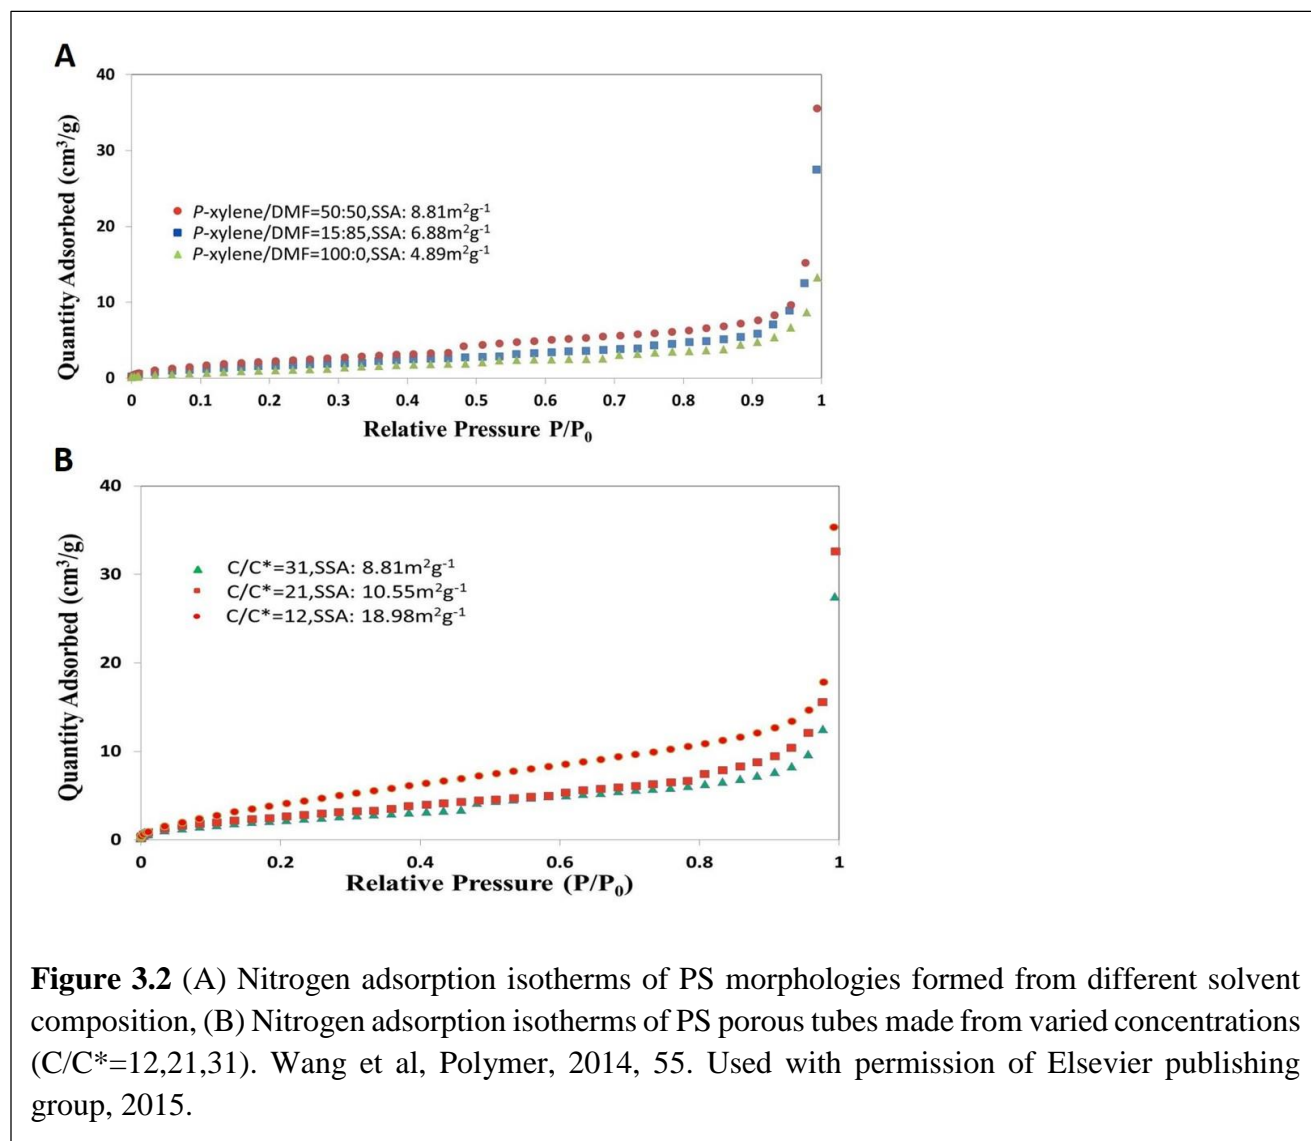 A
40
30
20
10
0
Quantity Adsorbed (cm³/g)
P-xylene/DMF=50:50,SSA: 8.81m²g⁻¹
P-xylene/DMF=15:85,SSA: 6.88m²g⁻¹
P-xylene/DMF=100:0,SSA: 4.89m²g⁻¹
0 0.1 0.2 0.3 0.4 0.5 0.6 0.7 0.8 0.9 1
Relative Pressure P/P₀
B
40
30
20
10
0
Quantity Adsorbed (cm³/g)
C/C*=31,SSA: 8.81m²g⁻¹
C/C*=21,SSA: 10.55m²g⁻¹
C/C*=12,SSA: 18.98m²g⁻¹
0 0.2 0.4 0.6 0.8 1
Relative Pressure (P/P₀)
Figure 3.2 (A) Nitrogen adsorption isotherms of PS morphologies formed from different solvent
composition, (B) Nitrogen adsorption isotherms of PS porous tubes made from varied concentrations
(C/C*=12,21,31). Wang et al, Polymer, 2014, 55. Used with permission of Elsevier publishing
group, 2015.